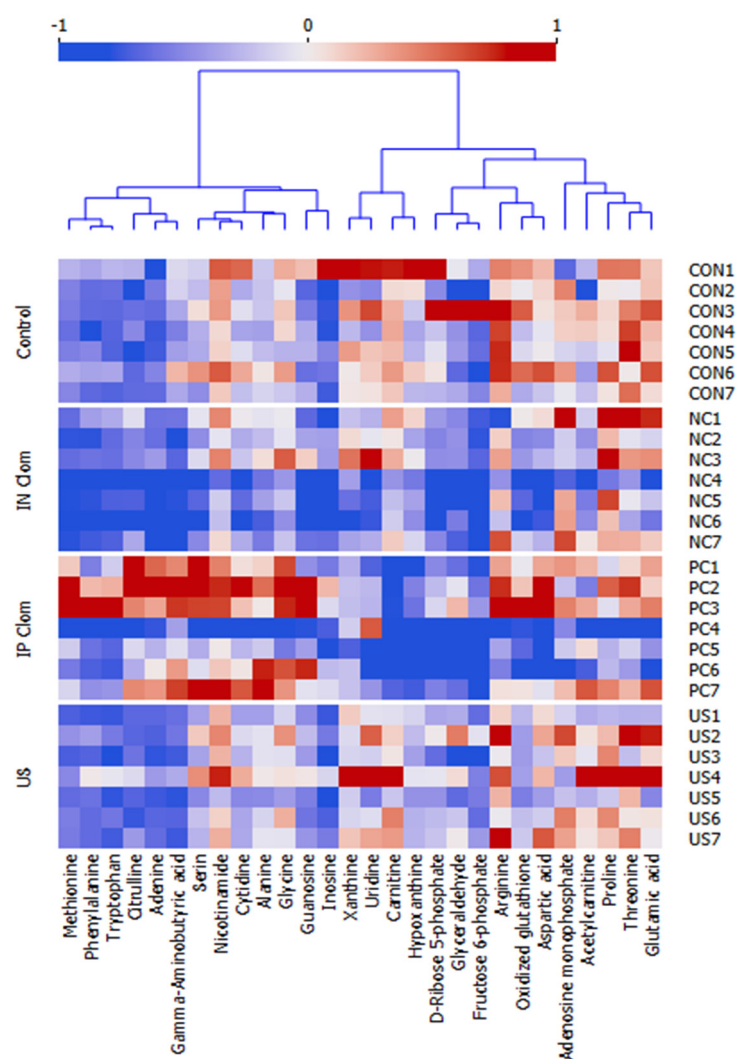 -1 0 1
Control
CON1
CON2
CON3
CON4
CON5
CON6
CON7
IN Clom
NC1
NC2
NC3
NC4
NC5
NC6
NC7
IP Clom
PC1
PC2
PC3
PC4
PC5
PC6
PC7
US
US1
US2
US3
US4
US5
US6
US7
Methionine
Phenylalanine
Tryptophan
Citrulline
Adenine
Gamma-Aminobutyric acid
Serin
Nicotinamide
Cytidine
Alanine
Glycine
Guanosine
Inosine
Xanthine
Uridine
Carnitine
Hypoxanthine
D-Ribose 5-phosphate
Glyceraldehyde
Fructose 6-phosphate
Arginine
Oxidized glutathione
Aspartic acid
Adenosine monophosphate
Acetylcarnitine
Proline
Threonine
Glutamic acid